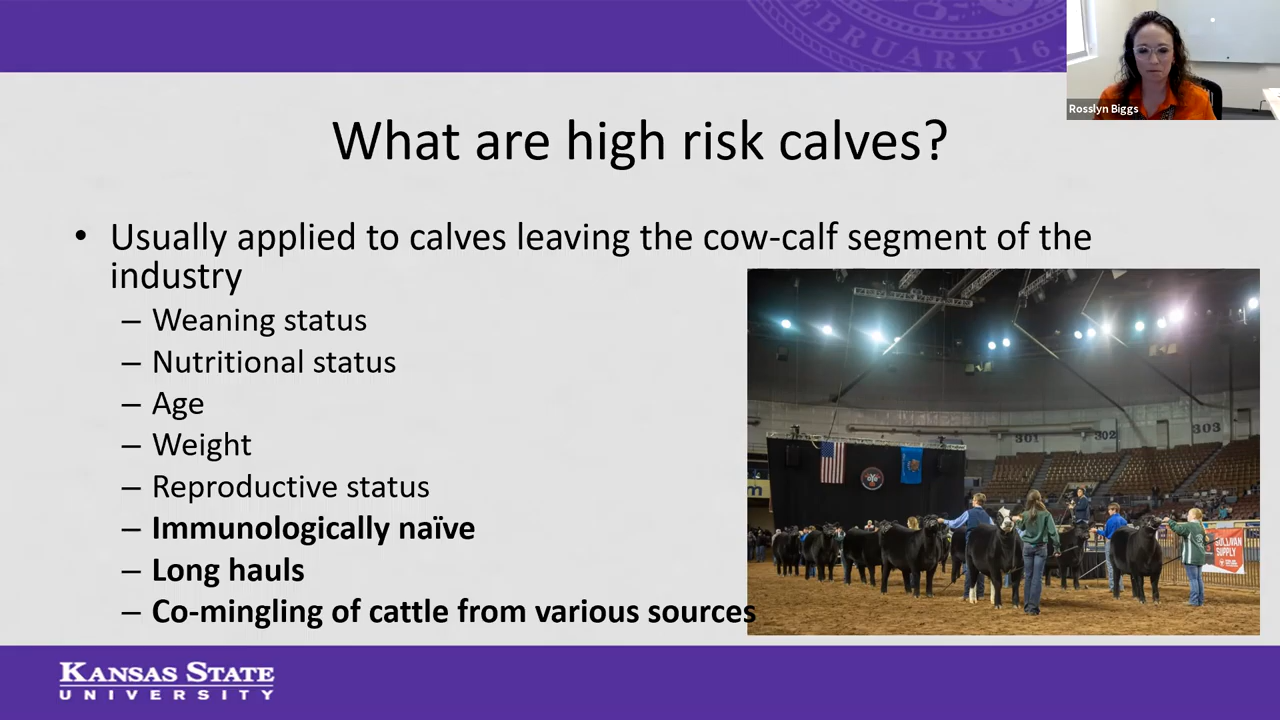 FEBRUARY 16,
Rosslyn Biggs
What are high risk calves?
• Usually applied to calves leaving the cow-calf segment of the
industry
– Weaning status
– Nutritional status
– Age
– Weight
– Reproductive status
– Immunologically naïve
– Long hauls
– Co-mingling of cattle from various sources
301
302
303
SULLIVAN
SUPPLY
KANSAS STATE
UNIVERSITY